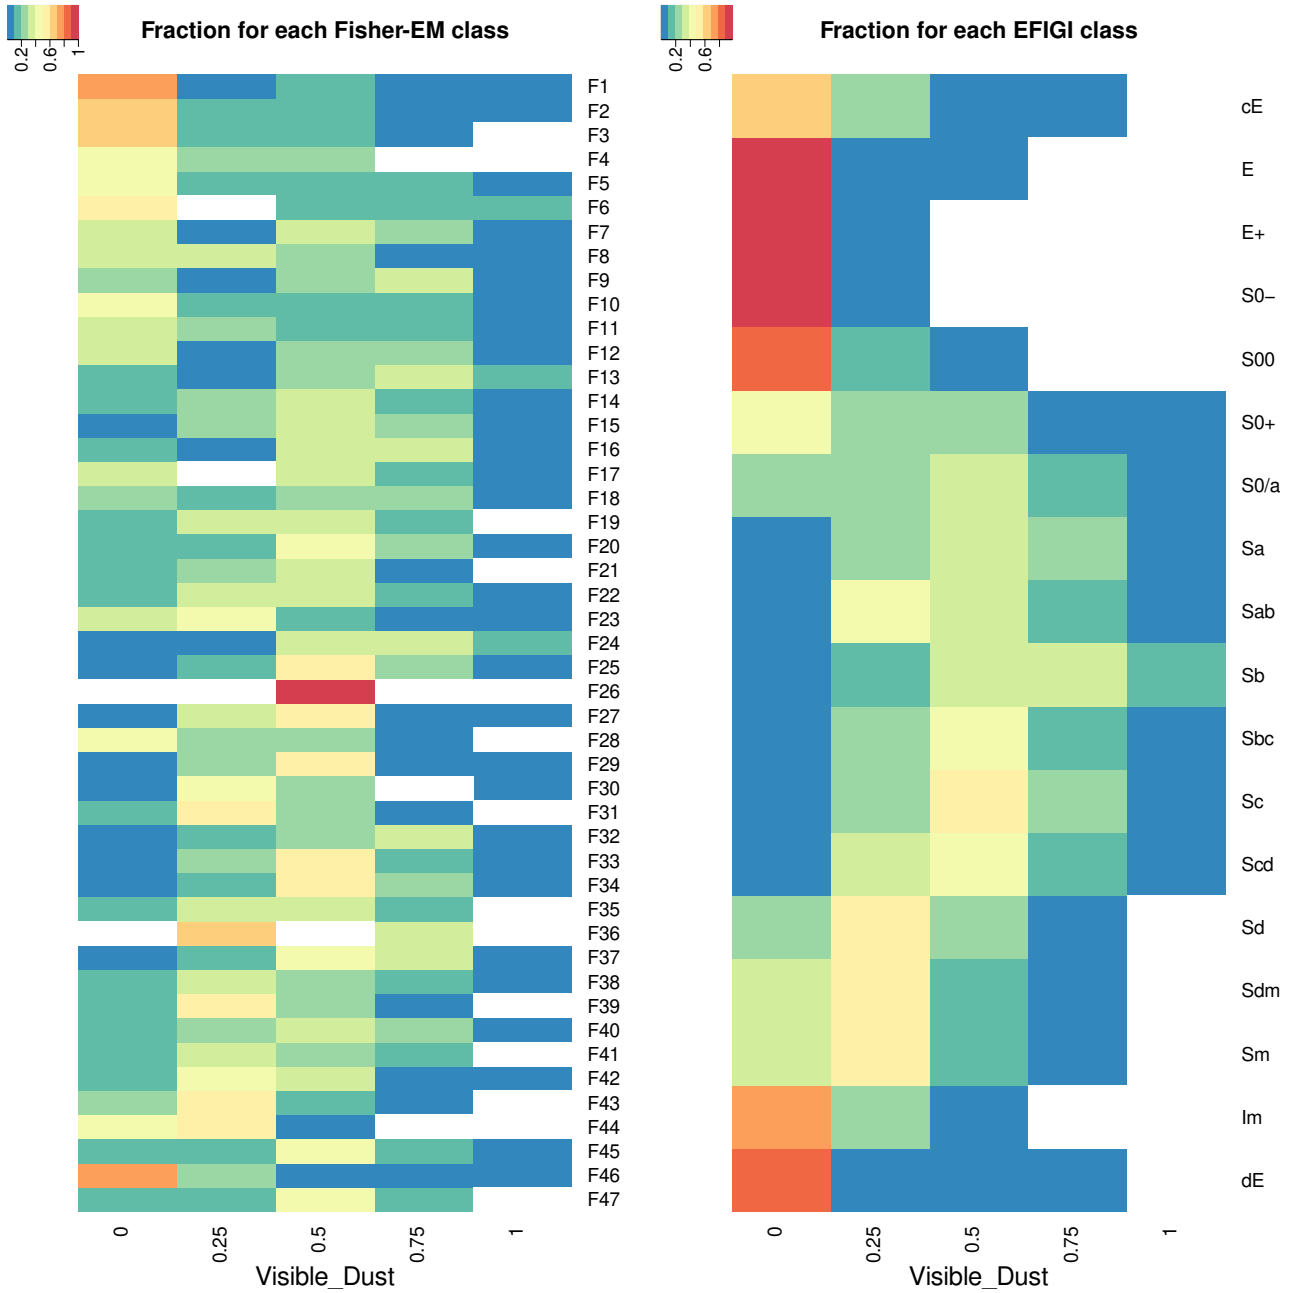 Fraction for each Fisher-EM class
0.2
0.6
1
F1
F2
F3
F4
F5
F6
F7
F8
F9
F10
F11
F12
F13
F14
F15
F16
F17
F18
F19
F20
F21
F22
F23
F24
F25
F26
F27
F28
F29
F30
F31
F32
F33
F34
F35
F36
F37
F38
F39
F40
F41
F42
F43
F44
F45
F46
F47
0 0.25 0.5 0.75 1
Visible_Dust
Fraction for each EFIGI class
0.2
0.6
cE
E
E+
S0−
S00
S0+
S0/a
Sa
Sab
Sb
Sbc
Sc
Scd
Sd
Sdm
Sm
Im
dE
0 0.25 0.5 0.75 1
Visible_Dust